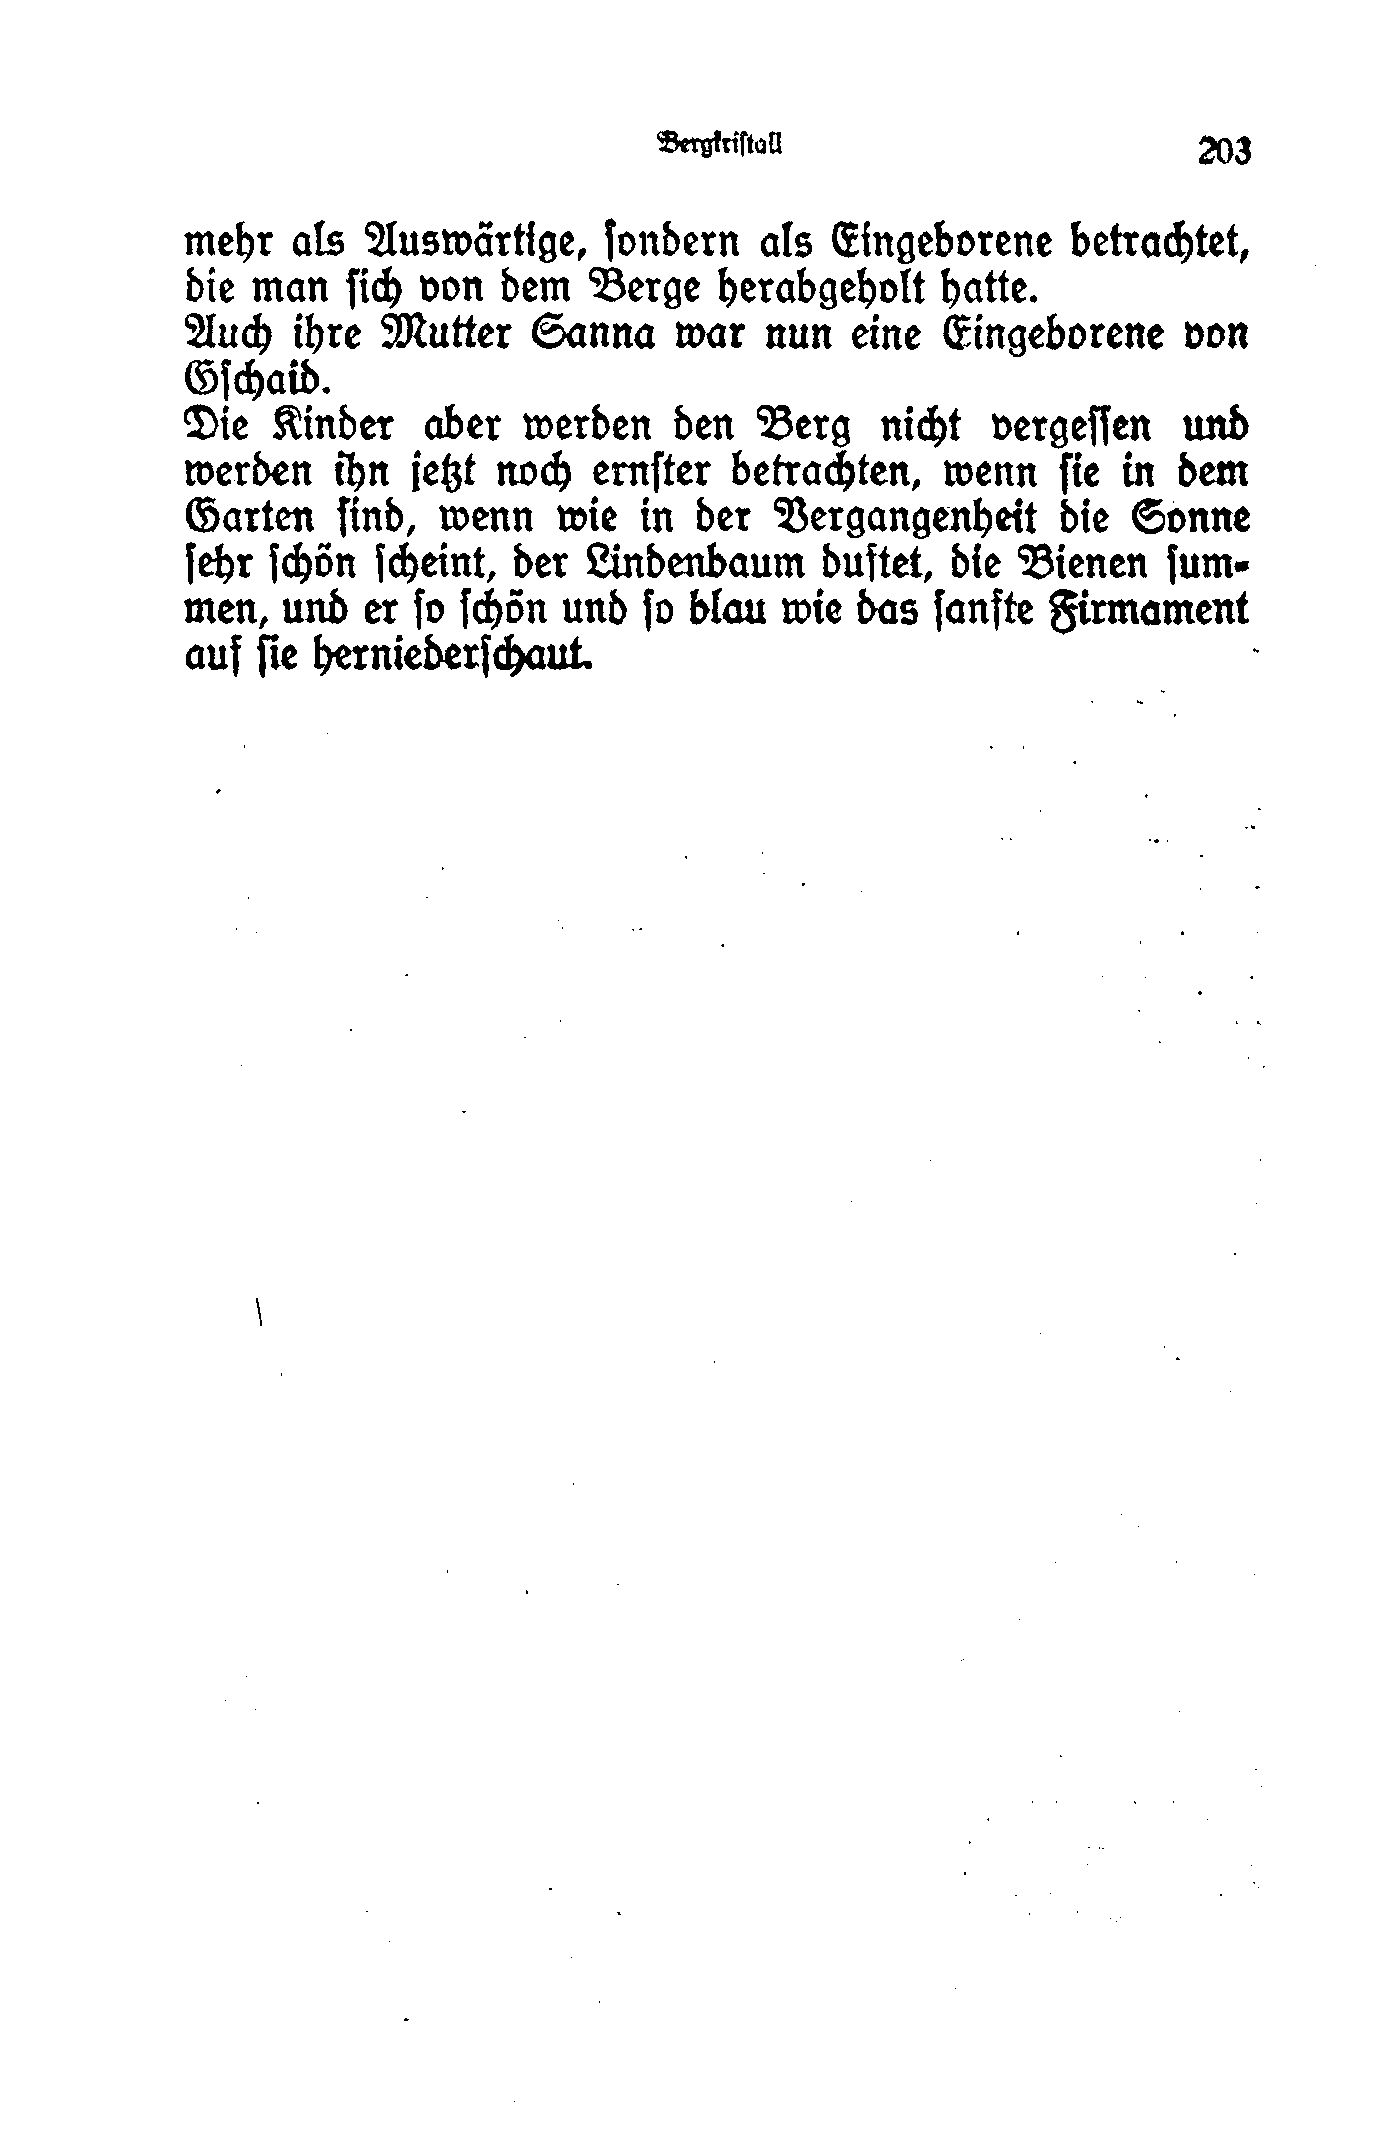 Bergkristall 203
mehr als Auswärtige, sondern als Eingeborene betrachtet,
die man sich von dem Berge herabgeholt hatte.
Auch ihre Mutter Sanna war nun eine Eingeborene von
Gschaid.
Die Kinder aber werden den Berg nicht vergessen und
werden ihn jetzt noch ernster betrachten, wenn sie in dem
Garten sind, wenn wie in der Vergangenheit die Sonne
sehr schön scheint, der Lindenbaum duftet, die Bienen sum-
men, und er so schön und so blau wie das sanfte Firmament
auf sie herniederschaut.